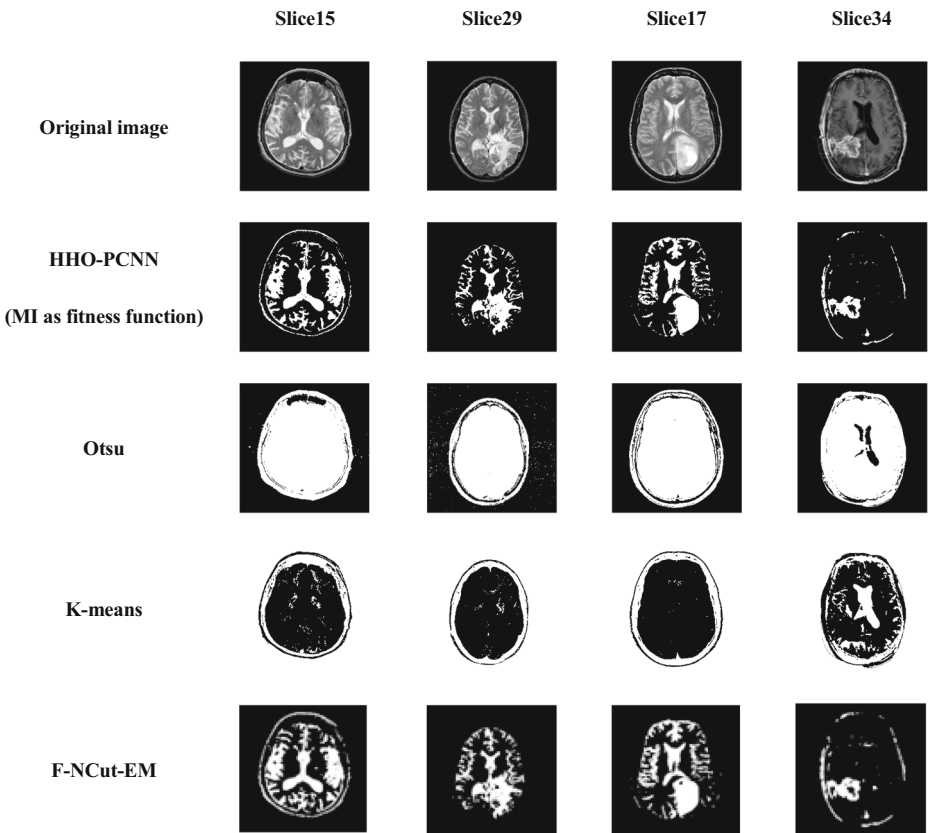 Slice15 Slice29 Slice17 Slice34
Original image
HHO-PCNN
(MI as fitness function)
Otsu
K-means
F-NCut-EM